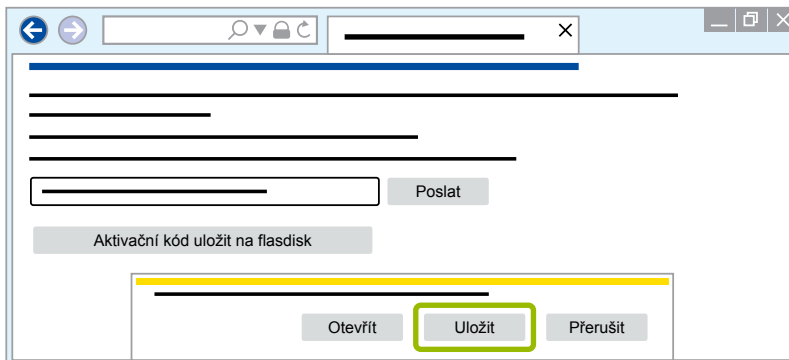 Poslat
Aktivační kód uložit na flasdisk
Otevřít Uložit Přerušit